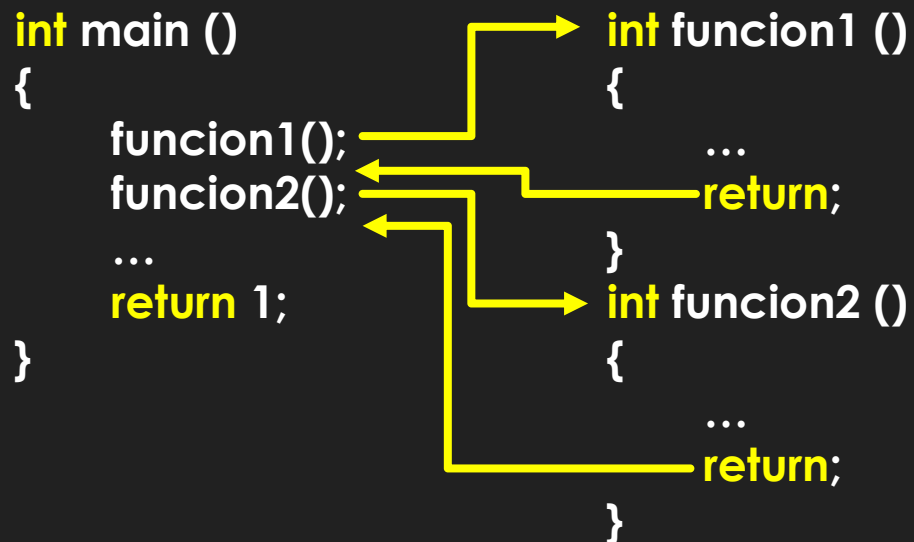 int main ()
{
funcion1();
funcion2();
…
return 1;
}
int funcion1 ()
{
…
return;
}
int funcion2 ()
{
…
return;
}